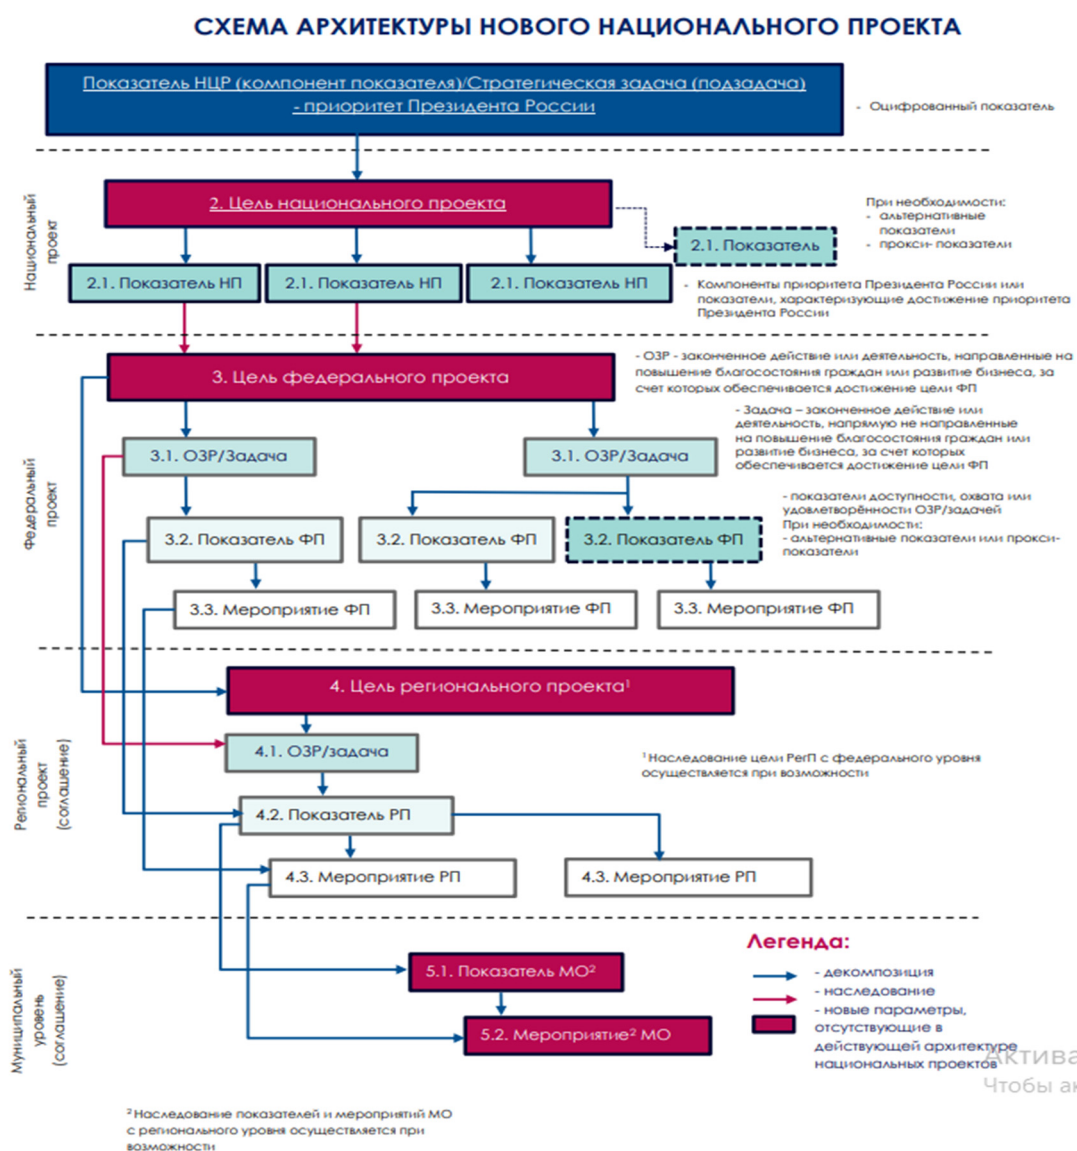 СХЕМА АРХИТЕКТУРЫ НОВОГО НАЦИОНАЛЬНОГО ПРОЕКТА
Показатель НЦР (компонент показателя)/Стратегическая задача (подзадача)
- приоритет Президента России
- Оцифрованный показатель
Национальный
проект
2. Цель национального проекта
При необходимости:
- альтернативные
показатели
- прокси- показатели
2.1. Показатель
2.1. Показатель НП
2.1. Показатель НП
2.1. Показатель НП
- Компоненты приоритета Президента России или
показатели, характеризующие достижение приоритета
Президента России
Федеральный
проект
3. Цель федерального проекта
- ОЗР - законченное действие или деятельность, направленные на
повышение благосостояния граждан или развитие бизнеса, за
счет которых обеспечивается достижение цели ФП
- Задача – законченное действие или
деятельность, напрямую не направленные
на повышение благосостояния граждан или
развитие бизнеса, за счет которых
обеспечивается достижение цели ФП
3.1. ОЗР/Задача
3.1. ОЗР/Задача
- показатели доступности, охвата или
удовлетворённости ОЗР/задачей
При необходимости:
- альтернативные показатели или прокси-
показатели
3.2. Показатель ФП
3.2. Показатель ФП
3.2. Показатель ФП
3.3. Мероприятие ФП
3.3. Мероприятие ФП
3.3. Мероприятие ФП
Региональный
проект
(соглашение)
4. Цель регионального проекта¹
4.1. ОЗР/задача
¹ Наследование цели РегП с федерального уровня
осуществляется при возможности
4.2. Показатель РП
4.3. Мероприятие РП
4.3. Мероприятие РП
Муниципальный
уровень
(соглашение)
5.1. Показатель МО²
5.2. Мероприятие² МО
Легенда:
- декомпозиция
- наследование
- новые параметры,
отсутствующие в
действующей архитектуре
национальных проектов
² Наследование показателей и мероприятий МО
с регионального уровня осуществляется при
возможности
Актива
Чтобы ак